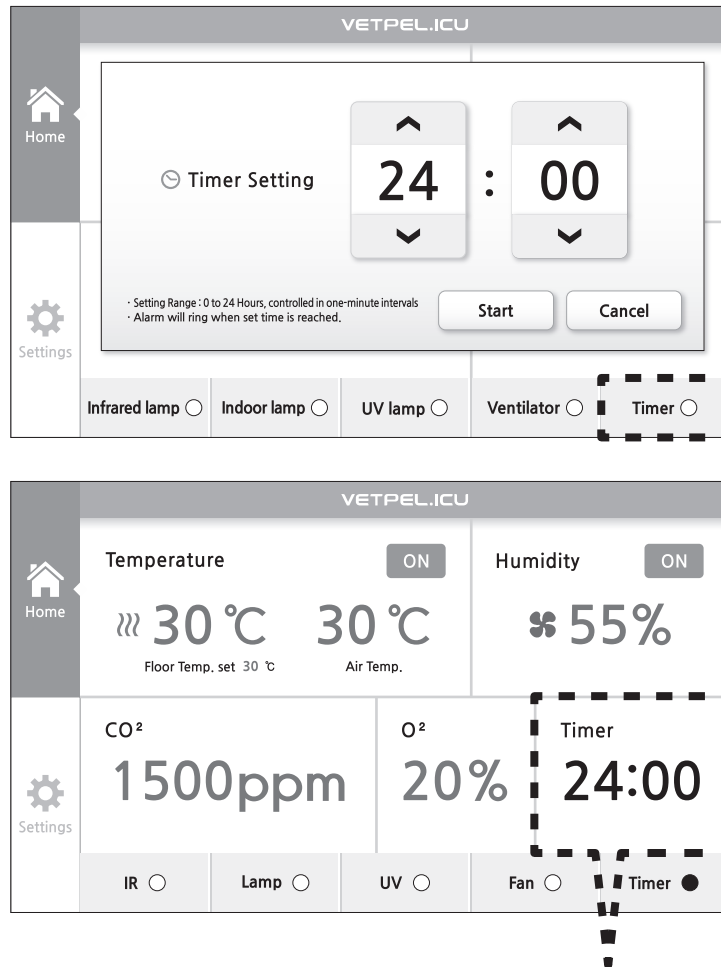 VETPEL.ICU
Home
Timer Setting
24 : 00
· Setting Range : 0 to 24 Hours, controlled in one-minute intervals
· Alarm will ring when set time is reached.
Start Cancel
Settings
Infrared lamp Indoor lamp UV lamp Ventilator Timer
VETPEL.ICU
Home
Temperature ON Humidity ON
30 ℃ 30 ℃ 55%
Floor Temp. set 30 ℃ Air Temp.
CO² O² Timer
1500ppm 20% 24:00
Settings
IR Lamp UV Fan Timer